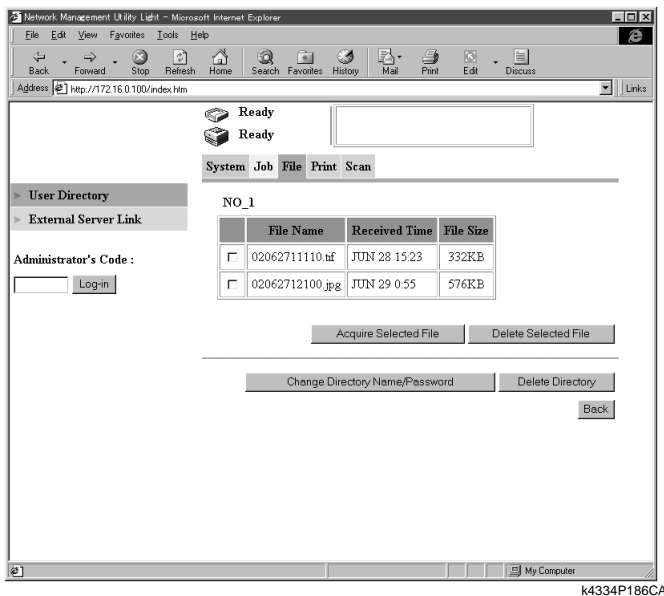 Network Management Utility Light - Microsoft Internet Explorer
File Edit View Favorites Tools Help
Back Forward Stop Refresh Home Search Favorites History Mail Print Edit Discuss
Address http://172.16.0.100/index.htm Links
Ready
Ready
System Job File Print Scan
User Directory
External Server Link
Administrator's Code :
Log-in
NO_1
File Name Received Time File Size
02062711110.tif JUN 28 15:23 332KB
02062712100.jpg JUN 29 0:55 576KB
Acquire Selected File Delete Selected File
Change Directory Name/Password Delete Directory
Back
My Computer
k4334P186CA